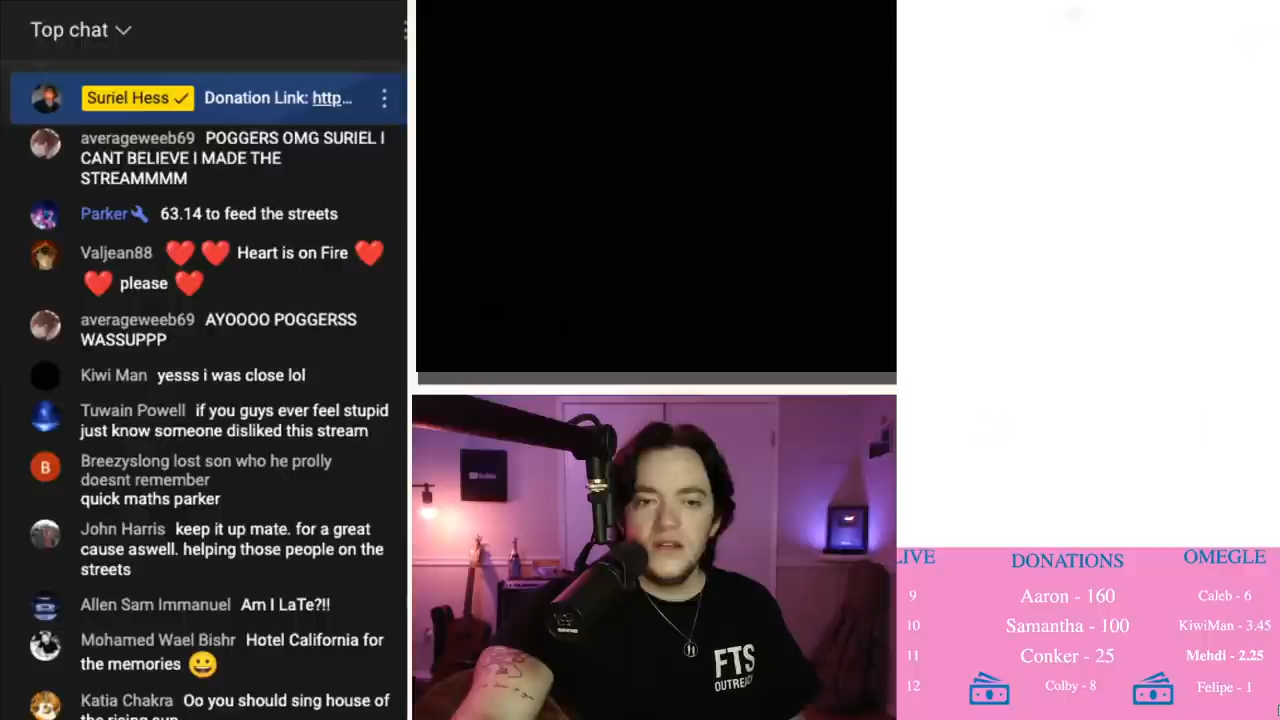 Top chat
Suriel Hess Donation Link: http...
averageweeb69 POGGERS OMG SURIEL I
CANT BELIEVE I MADE THE
STREAMMMM
Parker 63.14 to feed the streets
Valjean88 ❤️❤️ Heart is on Fire ❤️
❤️ please ❤️
averageweeb69 AYOOOO POGGERSS
WASSUPPP
Kiwi Man yesss i was close lol
Tuwain Powell if you guys ever feel stupid
just know someone disliked this stream
B
Breezyslong lost son who he prolly
doesnt remember
quick maths parker
John Harris keep it up mate. for a great
cause aswell. helping those people on the
streets
Allen Sam Immanuel Am I LaTe?!!
Mohamed Wael Bishr Hotel California for
the memories 😀
Katia Chakra Oo you should sing house of
the rising sun
FTS
OUTREACH
LIVE
9
10
11
12
DONATIONS
Aaron - 160
Samantha - 100
Conker - 25
Colby - 8
OMEGLE
Caleb - 6
KiwiMan - 3.45
Mehdi - 2.25
Felipe - 1